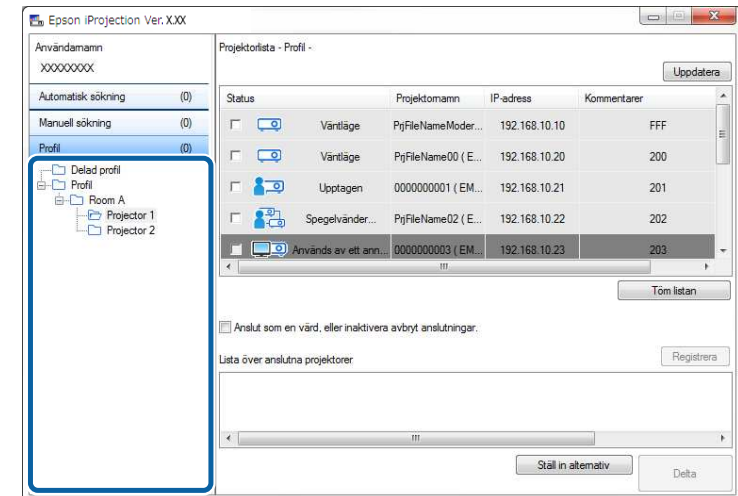 Epson iProjection Ver. X.XX
Användarnamn
XXXXXXXX
Automatisk sökning (0)
Manuell sökning (0)
Profil (0)
Delad profil
Profil
Room A
Projector 1
Projector 2
Projektorlista - Profil -
Uppdatera
Status Projektornamn IP-adress Kommentarer
Väntläge PrjFileNameModer... 192.168.10.10 FFF
Väntläge PrjFileName00 ( E... 192.168.10.20 200
Upptagen 0000000001 ( EM... 192.168.10.21 201
Spegelvänder... PrjFileName02 ( E... 192.168.10.22 202
Används av ett ann... 0000000003 ( EM... 192.168.10.23 203
Töm listan
Anslut som en värd, eller inaktivera avbryt anslutningar.
Lista över anslutna projektorer
Registrera
Ställ in alternativ
Delta